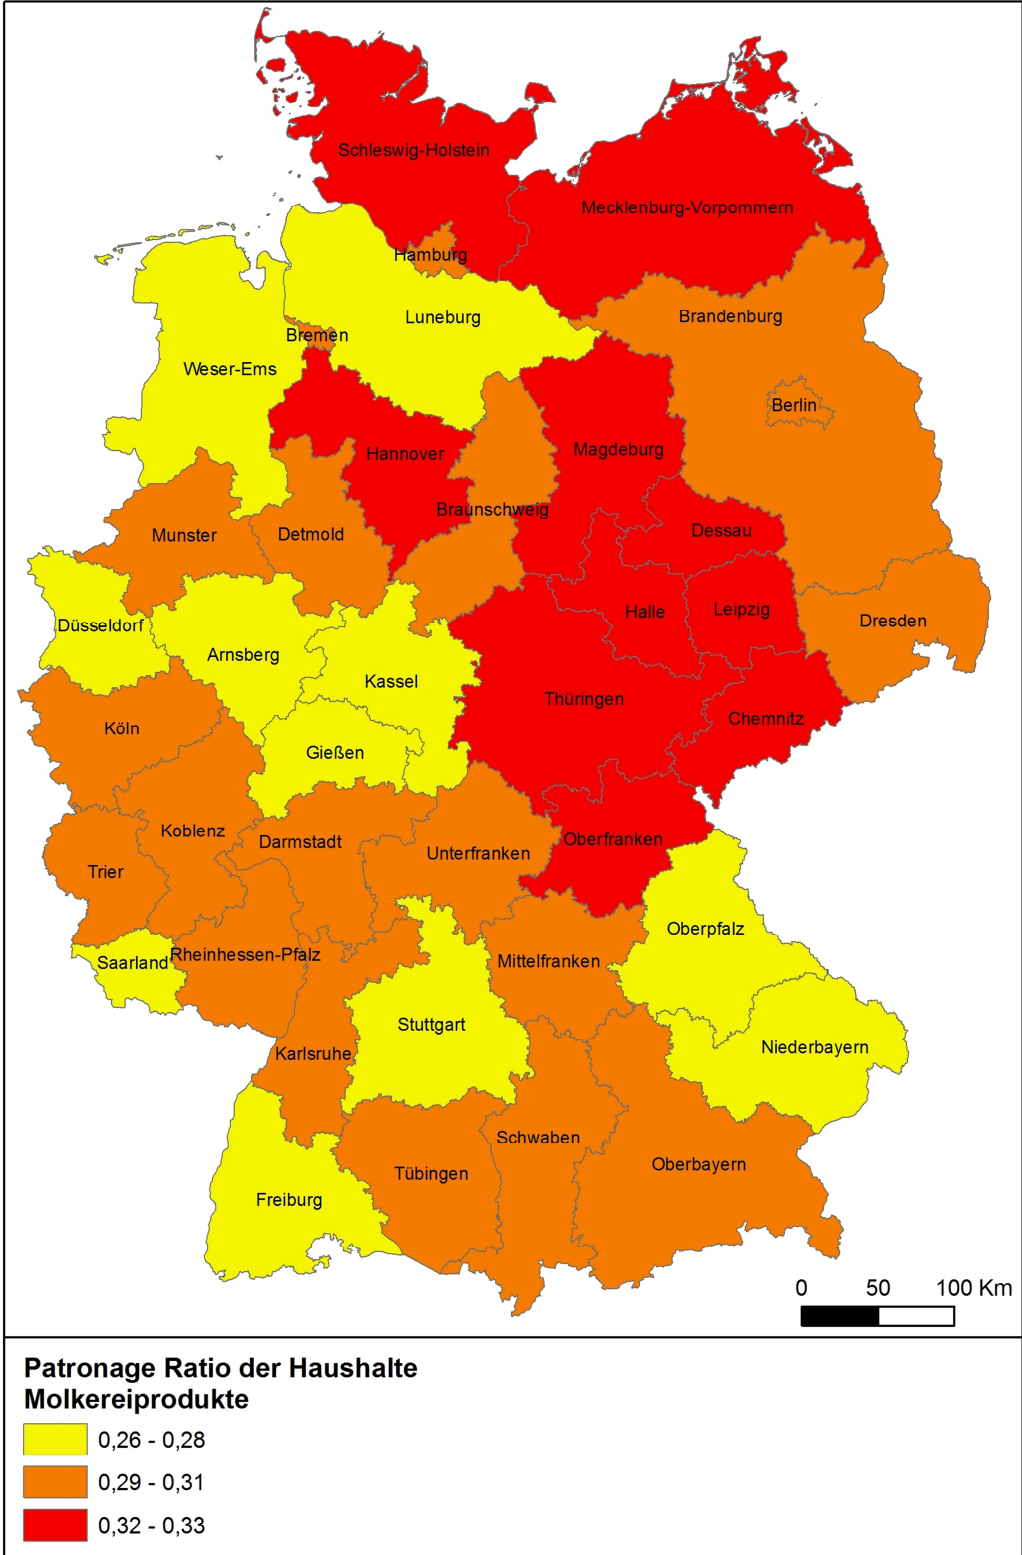 Schleswig-Holstein
Mecklenburg-Vorpommern
Hamburg
Luneburg
Brandenburg
Bremen
Weser-Ems
Berlin
Hannover
Magdeburg
Braunschweig
Munster
Detmold
Dessau
Düsseldorf
Halle
Leipzig
Dresden
Arnsberg
Kassel
Thüringen
Köln
Chemnitz
Gießen
Koblenz
Darmstadt
Oberfranken
Unterfranken
Trier
Oberpfalz
Saarland
Rheinhessen-Pfalz
Mittelfranken
Stuttgart
Niederbayern
Karlsruhe
Schwaben
Oberbayern
Tübingen
Freiburg
0 50 100 Km
Patronage Ratio der Haushalte
Molkereiprodukte
0,26 - 0,28
0,29 - 0,31
0,32 - 0,33